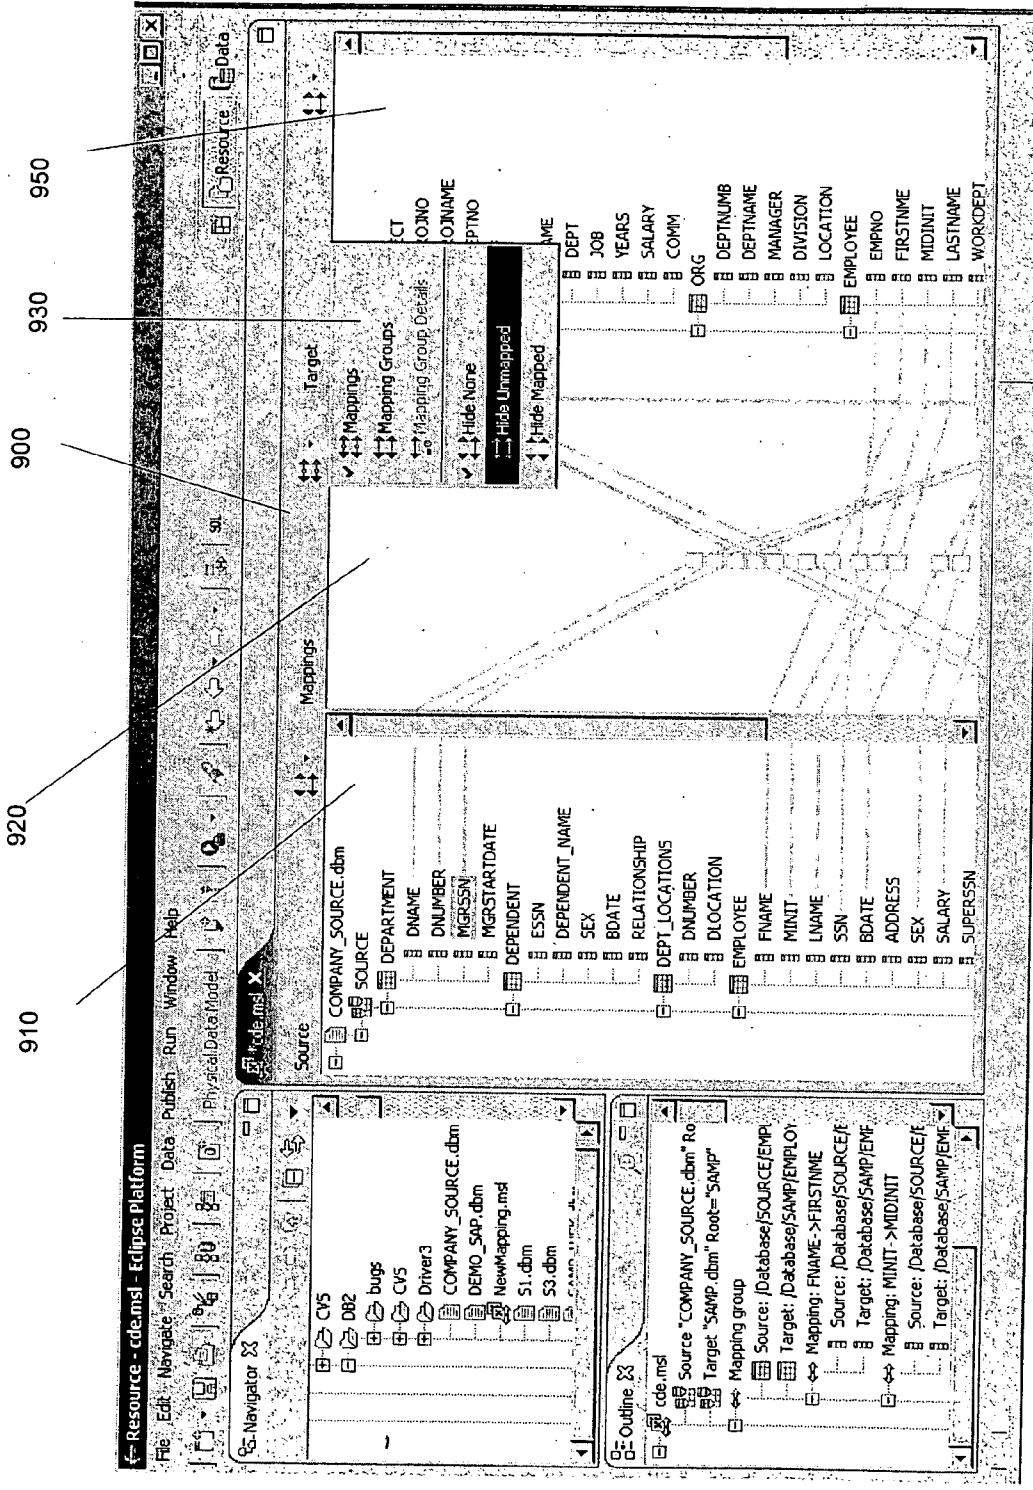 910
920
900
930
950
Resource - cde.msl - Eclipse Platform
File Edit Navigate Search Project Data Publish Run Window Help
Physical Data Model
SQL
Resource
Data
Navigator
CVS
DB2
bugs
CVS
Driver3
COMPANY_SOURCE.dbm
DEMO_SAP.dbm
NewMapping.msl
S1.dbm
S3.dbm
Outline
cde.msl
Source "COMPANY_SOURCE.dbm" Ro
Target "SAMP.dbm" Root="SAMP"
Mapping group
Source: /Database/SOURCE/EMPL
Target: /Database/SAMP/EMPLOY
Mapping: FNAME->FIRSTNME
Source: /Database/SOURCE/E
Target: /Database/SAMP/EMF
Mapping: MINIT->MIDINIT
Source: /Database/SOURCE/E
Target: /Database/SAMP/EMF
*cde.msl
Source
Mappings
Target
COMPANY_SOURCE.dbm
SOURCE
DEPARTMENT
DNAME
DNUMBER
MGRSSN
MGRSTARTDATE
DEPENDENT
ESSN
DEPENDENT_NAME
SEX
BDATE
RELATIONSHIP
DEPT_LOCATIONS
DNUMBER
DLOCATION
EMPLOYEE
FNAME
MINIT
LNAME
SSN
BDATE
ADDRESS
SEX
SALARY
SUPERSSN
Mappings
Mapping Groups
Mapping Group Details
Hide None
Hide Unmapped
Hide Mapped
ECT
ROJNO
ROJNAME
EPTNO
AME
DEPT
JOB
YEARS
SALARY
COMM
ORG
DEPTNUMB
DEPTNAME
MANAGER
DIVISION
LOCATION
EMPLOYEE
EMPNO
FIRSTNME
MIDINIT
LASTNAME
WORKDEPT